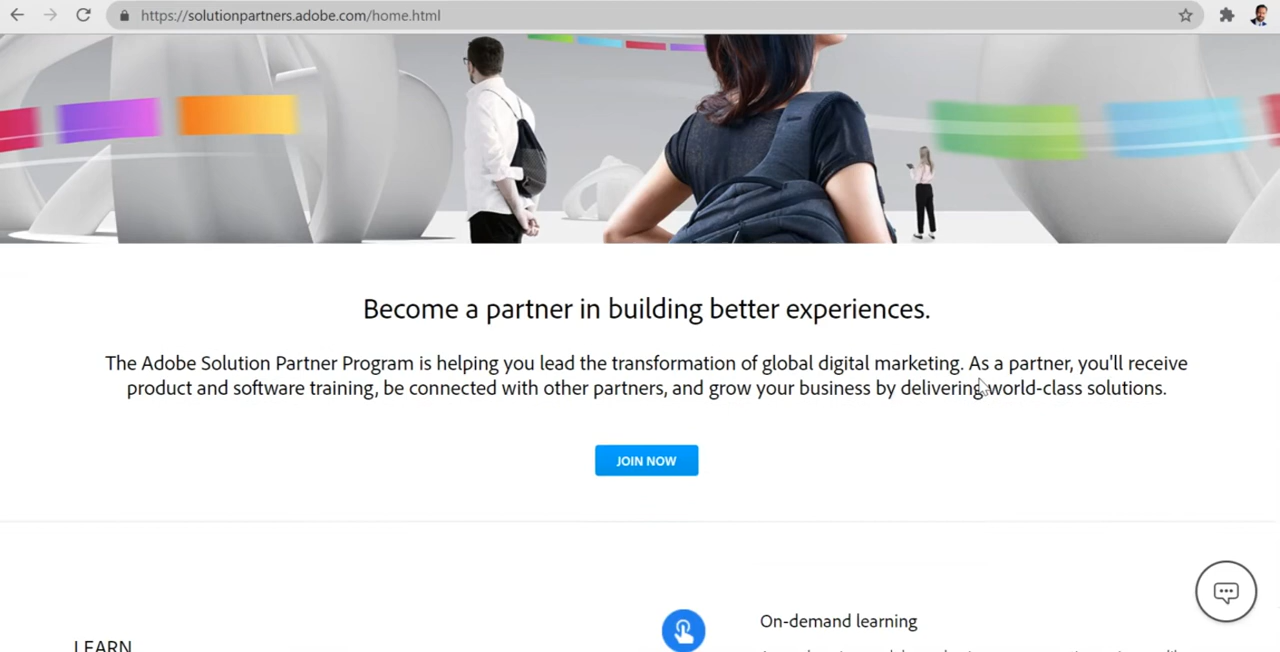 https://solutionpartners.adobe.com/home.html
Become a partner in building better experiences.
The Adobe Solution Partner Program is helping you lead the transformation of global digital marketing. As a partner, you'll receive
product and software training, be connected with other partners, and grow your business by delivering world-class solutions.
JOIN NOW
On-demand learning
LEARN